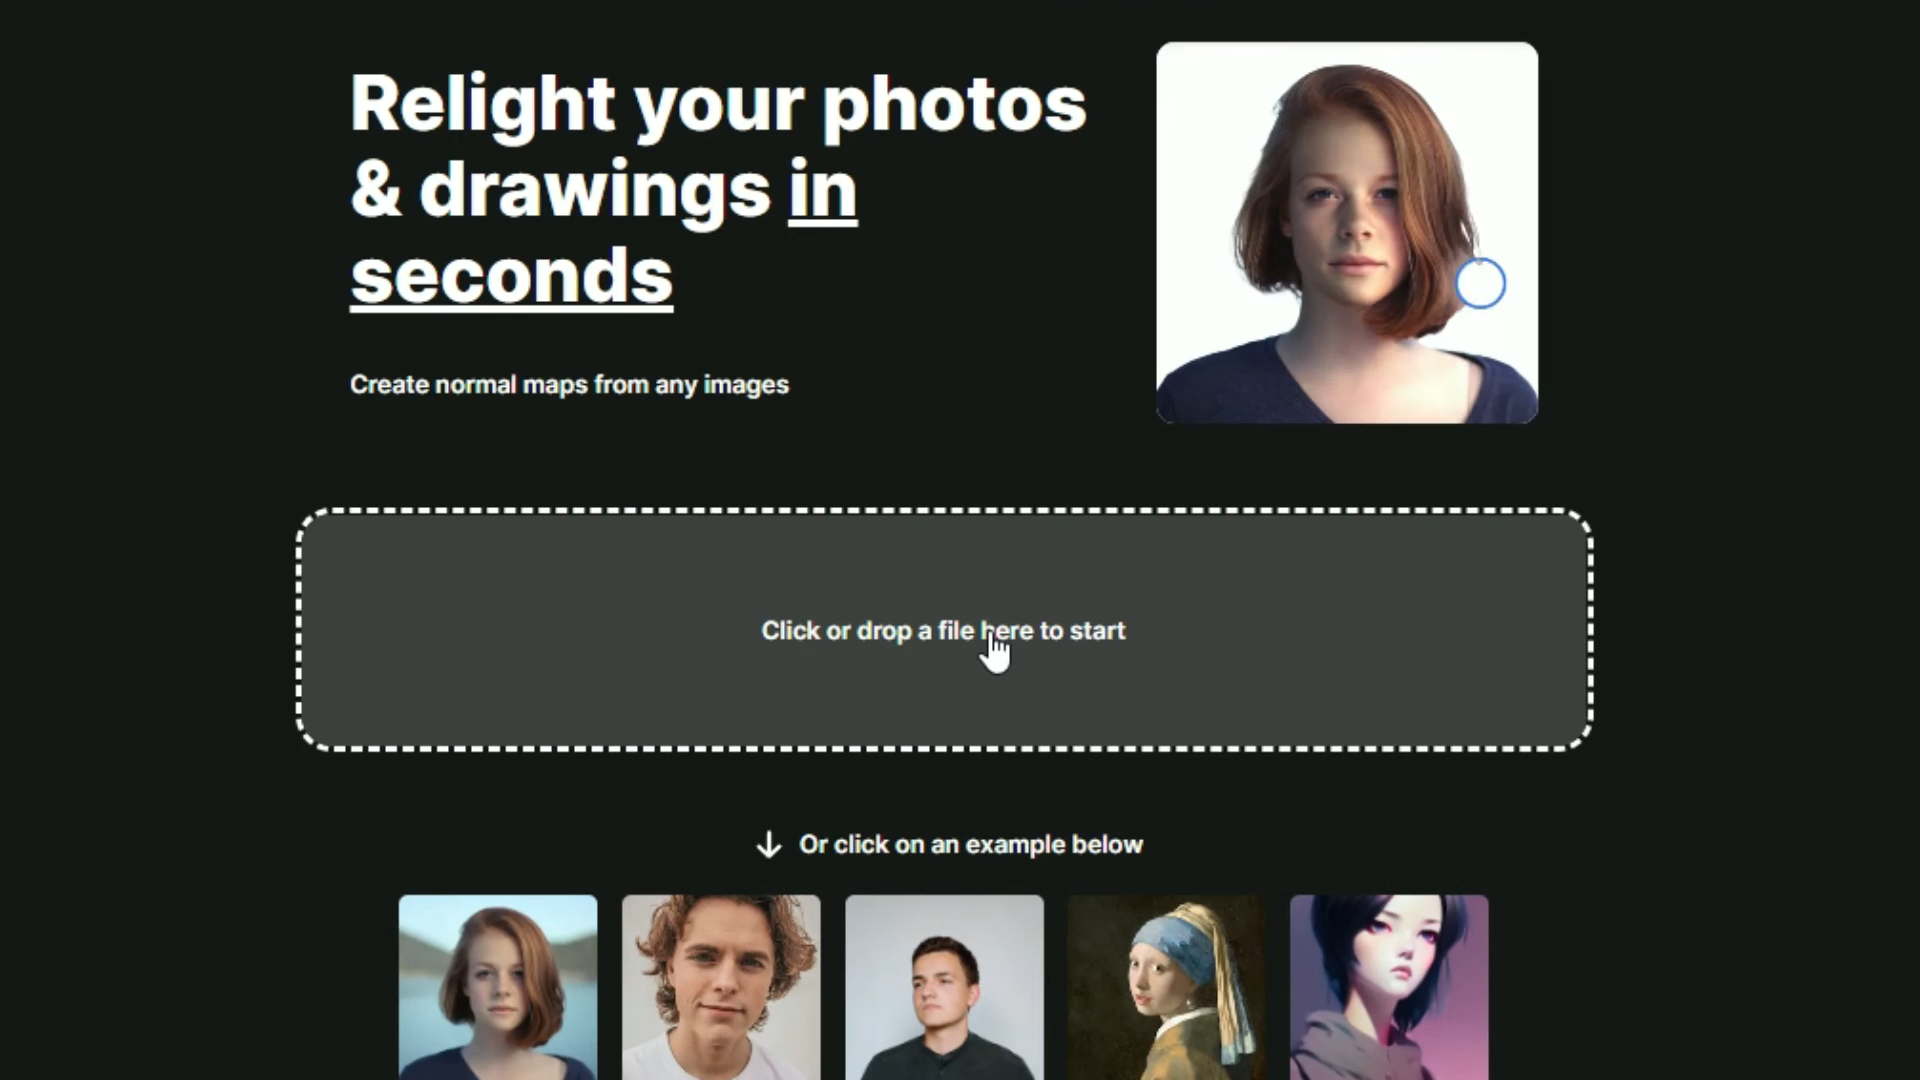 Relight your photos
& drawings in
seconds
Create normal maps from any images
Click or drop a file here to start
Or click on an example below